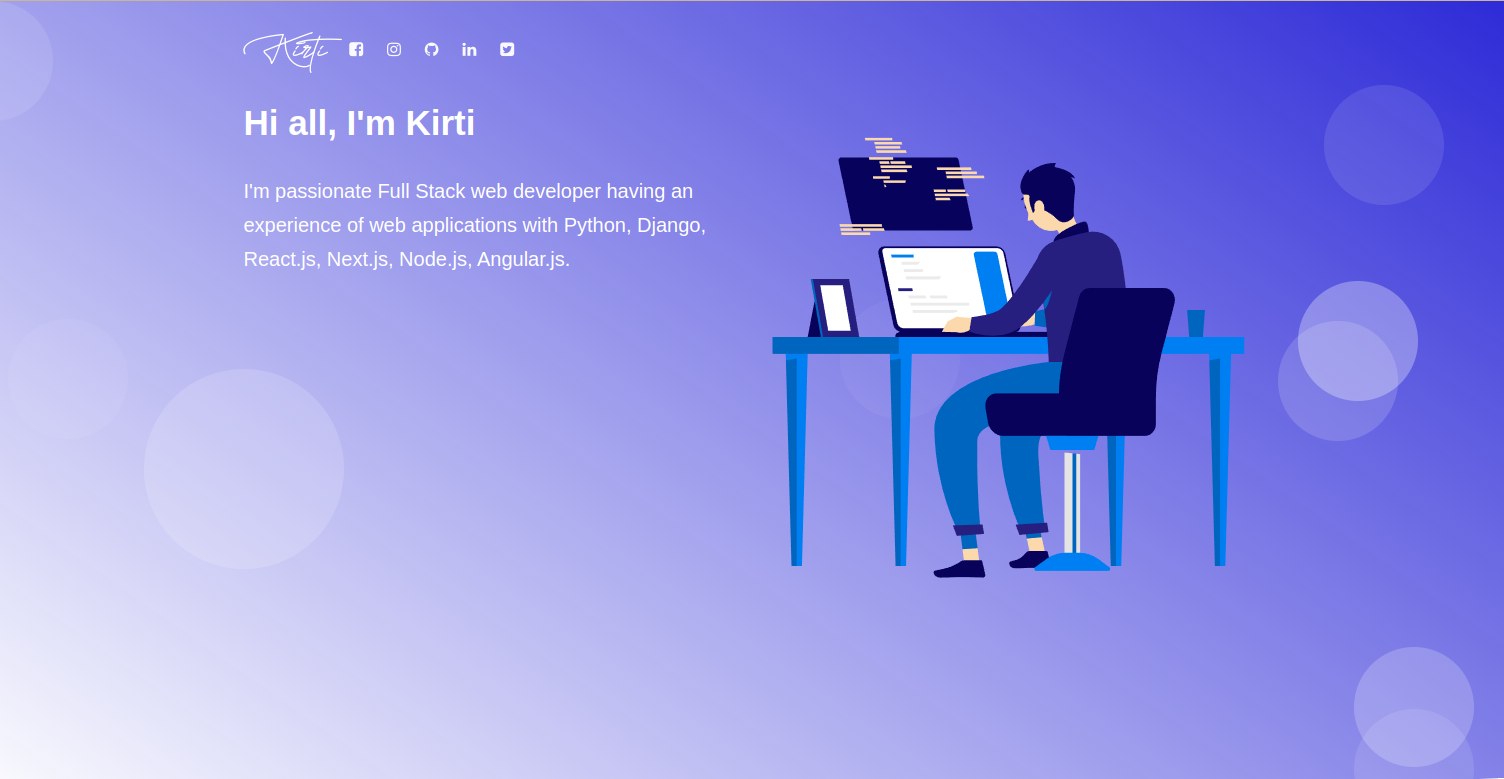 Kirti
Hi all, I'm Kirti
I'm passionate Full Stack web developer having an
experience of web applications with Python, Django,
React.js, Next.js, Node.js, Angular.js.